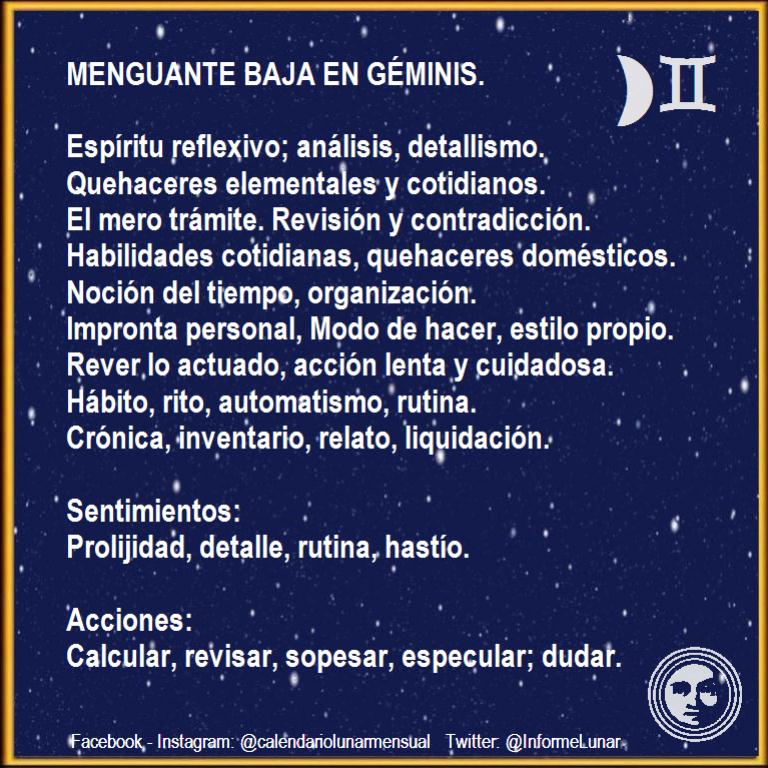 MENGUANTE BAJA EN GÉMINIS.
Espíritu reflexivo; análisis, detallismo.
Quehaceres elementales y cotidianos.
El mero trámite. Revisión y contradicción.
Habilidades cotidianas, quehaceres domésticos.
Noción del tiempo, organización.
Impronta personal, Modo de hacer, estilo propio.
Rever lo actuado, acción lenta y cuidadosa.
Hábito, rito, automatismo, rutina.
Crónica, inventario, relato, liquidación.
Sentimientos:
Prolijidad, detalle, rutina, hastío.
Acciones:
Calcular, revisar, sopesar, especular; dudar.
Facebook - Instagram: @calendariolunarmensual Twitter: @InformeLunar